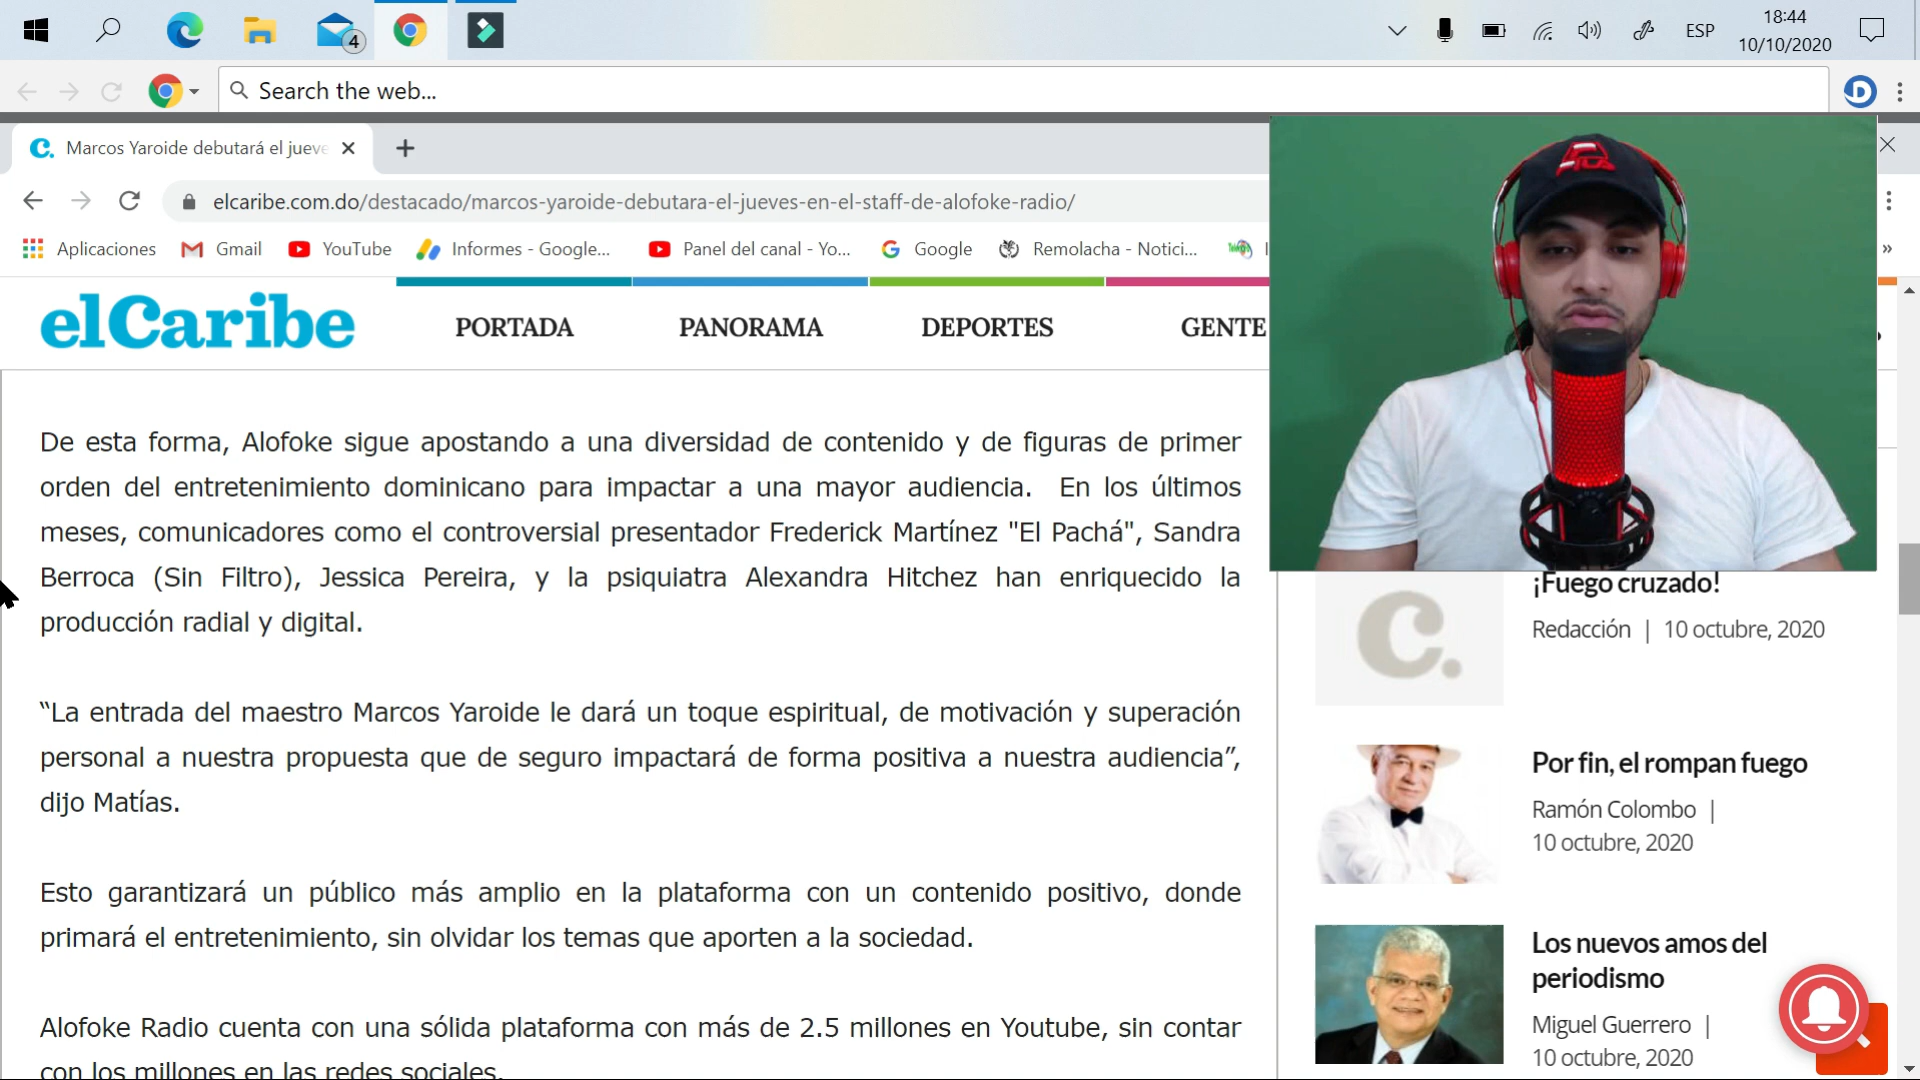 4
ESP
18:44
10/10/2020
Search the web...
Marcos Yaroide debutará el jueve
elcaribe.com.do/destacado/marcos-yaroide-debutara-el-jueves-en-el-staff-de-alofoke-radio/
Aplicaciones
Gmail
YouTube
Informes - Google...
Panel del canal - Yo...
Google
Remolacha - Notici...
elCaribe
PORTADA
PANORAMA
DEPORTES
GENTE
De esta forma, Alofoke sigue apostando a una diversidad de contenido y de figuras de primer
orden del entretenimiento dominicano para impactar a una mayor audiencia. En los últimos
meses, comunicadores como el controversial presentador Frederick Martínez "El Pachá", Sandra
Berroca (Sin Filtro), Jessica Pereira, y la psiquiatra Alexandra Hitchez han enriquecido la
producción radial y digital.
“La entrada del maestro Marcos Yaroide le dará un toque espiritual, de motivación y superación
personal a nuestra propuesta que de seguro impactará de forma positiva a nuestra audiencia”,
dijo Matías.
Esto garantizará un público más amplio en la plataforma con un contenido positivo, donde
primará el entretenimiento, sin olvidar los temas que aporten a la sociedad.
Alofoke Radio cuenta con una sólida plataforma con más de 2.5 millones en Youtube, sin contar
con los millones en las redes sociales.
¡Fuego cruzado!
Redacción | 10 octubre, 2020
c.
Por fin, el rompan fuego
Ramón Colombo |
10 octubre, 2020
Los nuevos amos del
periodismo
Miguel Guerrero |
10 octubre, 2020